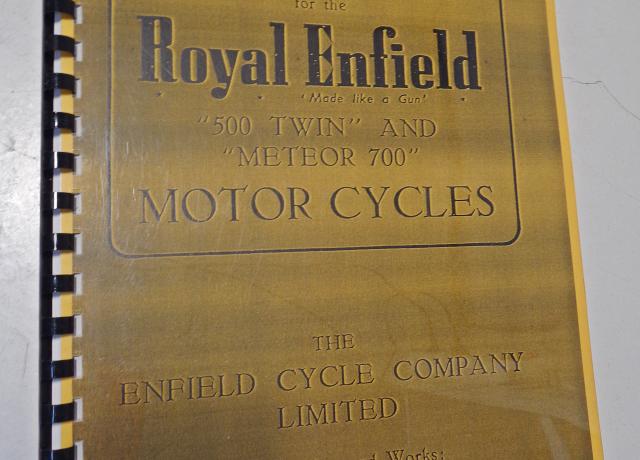 for the
Royal Enfield
'Made like a Gun'
"500 TWIN" AND
"METEOR 700"
MOTOR CYCLES
THE
ENFIELD CYCLE COMPANY
LIMITED
Works: